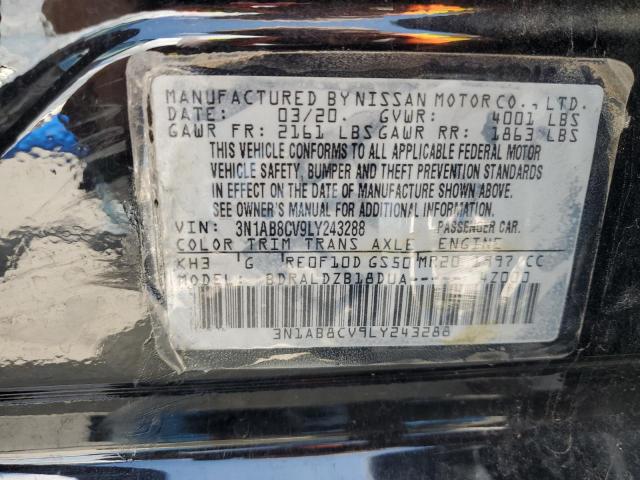 MANUFACTURED BY NISSAN MOTOR CO., LTD.
DATE: 03/20. GVWR: 4001 LBS
GAWR FR: 2161 LBS GAWR RR: 1863 LBS
THIS VEHICLE CONFORMS TO ALL APPLICABLE FEDERAL MOTOR
VEHICLE SAFETY, BUMPER AND THEFT PREVENTION STANDARDS
IN EFFECT ON THE DATE OF MANUFACTURE SHOWN ABOVE.
SEE OWNER'S MANUAL FOR ADDITIONAL INFORMATION.
VIN: 3N1AB8CV9LY243288 PASSENGER CAR.
COLOR TRIM TRANS AXLE ENGINE
KH3 G RE0F10D GS50 MR20 1997CC
MODEL: BDRALDZB18DUA
3N1AB8CV9LY243288